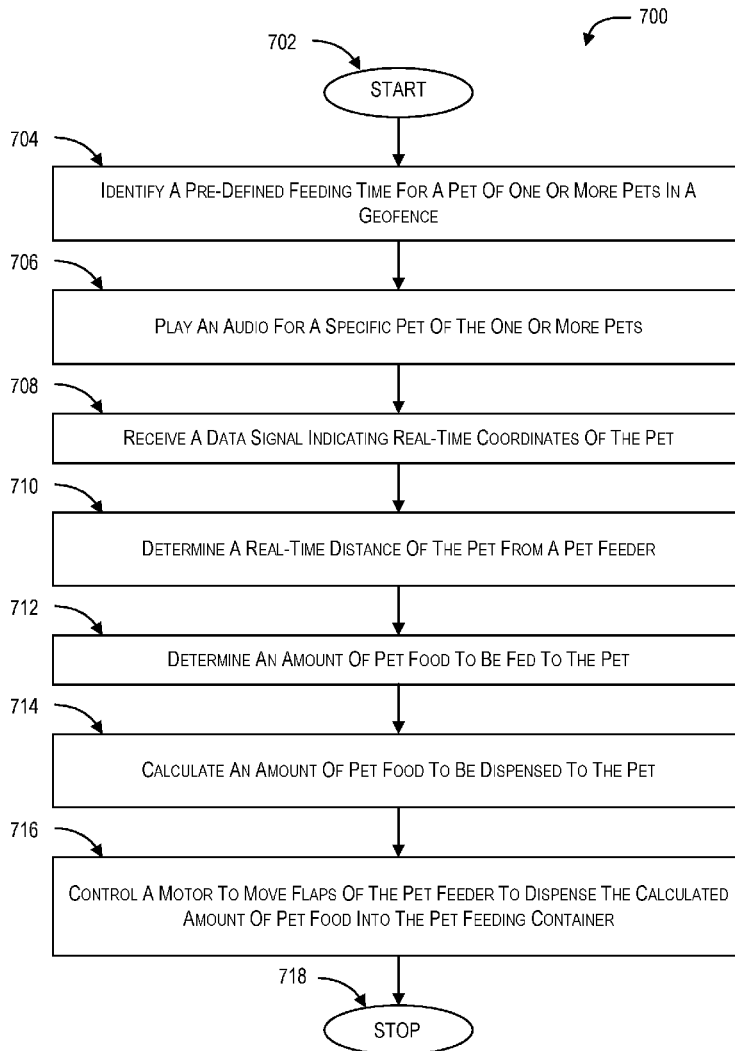 700
702
START
704
IDENTIFY A PRE-DEFINED FEEDING TIME FOR A PET OF ONE OR MORE PETS IN A
GEOFENCE
706
PLAY AN AUDIO FOR A SPECIFIC PET OF THE ONE OR MORE PETS
708
RECEIVE A DATA SIGNAL INDICATING REAL-TIME COORDINATES OF THE PET
710
DETERMINE A REAL-TIME DISTANCE OF THE PET FROM A PET FEEDER
712
DETERMINE AN AMOUNT OF PET FOOD TO BE FED TO THE PET
714
CALCULATE AN AMOUNT OF PET FOOD TO BE DISPENSED TO THE PET
716
CONTROL A MOTOR TO MOVE FLAPS OF THE PET FEEDER TO DISPENSE THE CALCULATED
AMOUNT OF PET FOOD INTO THE PET FEEDING CONTAINER
718
STOP